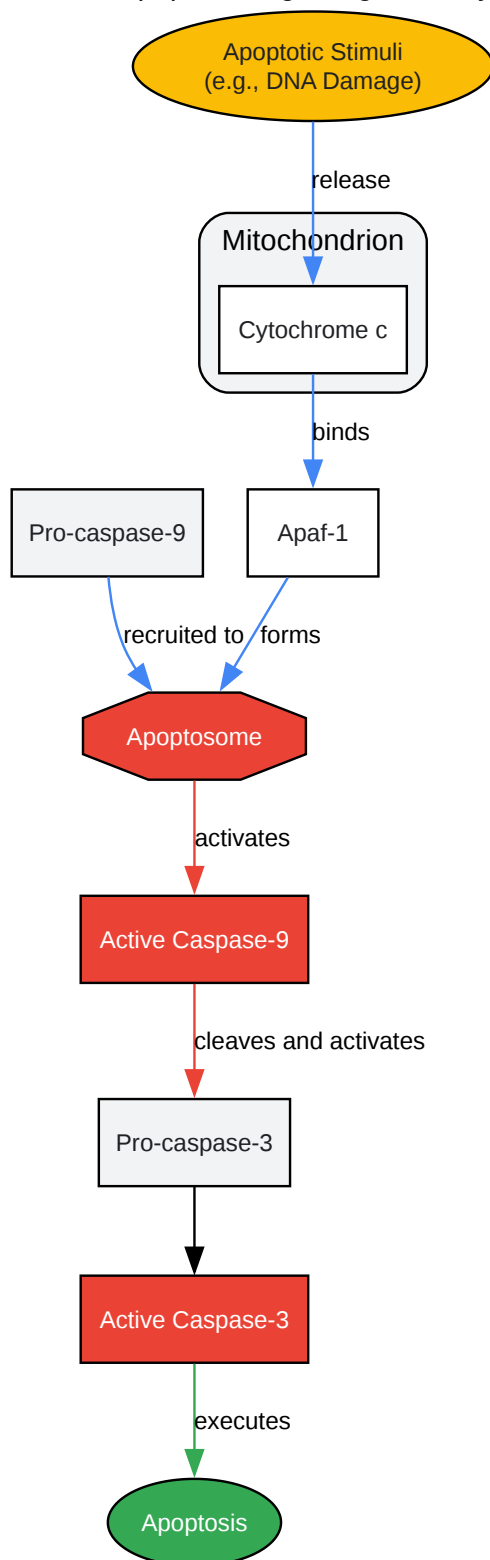 Apoptotic Stimuli
(e.g., DNA Damage)
release
Mitochondrion
Cytochrome c
binds
Pro-caspase-9
Apaf-1
recruited to
forms
Apoptosome
activates
Active Caspase-9
cleaves and activates
Pro-caspase-3
Active Caspase-3
executes
Apoptosis